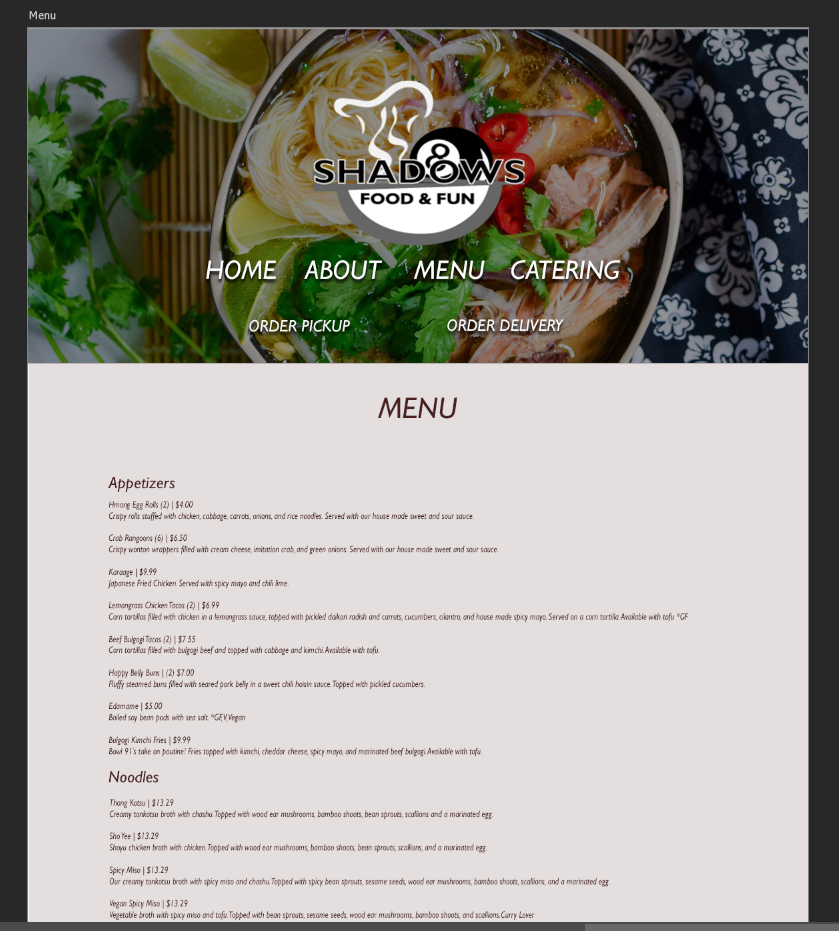 Menu
SHADOWS
8
FOOD & FUN
HOME ABOUT MENU CATERING
ORDER PICKUP ORDER DELIVERY
MENU
Appetizers
Hmong Egg Rolls (2) | $4.00
Crispy rolls stuffed with chicken, cabbage, carrots, onions, and rice noodles. Served with our house made sweet and sour sauce.
Crab Rangoons (6) | $6.50
Crispy wonton wrappers filled with cream cheese, imitation crab, and green onions. Served with our house made sweet and sour sauce.
Karaage | $9.99
Japanese Fried Chicken. Served with spicy mayo and chili lime.
Lemongrass Chicken Tacos (2) | $6.99
Corn tortillas filled with chicken in a lemongrass sauce, topped with pickled daikon radish and carrots, cucumbers, cilantro, and house made spicy mayo. Served on a corn tortilla. Available with tofu *GF
Beef Bulgogi Tacos (2) | $7.55
Corn tortillas filled with bulgogi beef and topped with cabbage and kimchi. Available with tofu.
Happy Belly Buns | (2) $7.00
Fluffy steamed buns filled with seared pork belly in a sweet chili hoisin sauce. Topped with pickled cucumbers.
Edamame | $5.00
Boiled soy bean pods with sea salt. *GF, V, Vegan
Bulgogi Kimchi Fries | $9.99
Bowl 91's take on poutine! Fries topped with kimchi, cheddar cheese, spicy mayo, and marinated beef bulgogi. Available with tofu.
Noodles
Thong Kotsu | $13.29
Creamy tonkotsu broth with chashu. Topped with wood ear mushrooms, bamboo shoots, bean sprouts, scallions and a marinated egg.
Sho Yee | $13.29
Shoyu chicken broth with chicken. Topped with wood ear mushrooms, bamboo shoots, bean sprouts, scallions, and a marinated egg
Spicy Miso | $13.29
Our creamy tonkotsu broth with spicy miso and chashu. Topped with spicy bean sprouts, sesame seeds, wood ear mushrooms, bamboo shoots, scallions, and a marinated egg
Vegan Spicy Miso | $13.29
Vegetable broth with spicy miso and tofu. Topped with bean sprouts, sesame seeds, wood ear mushrooms, bamboo shoots, and scallions. Curry Lover